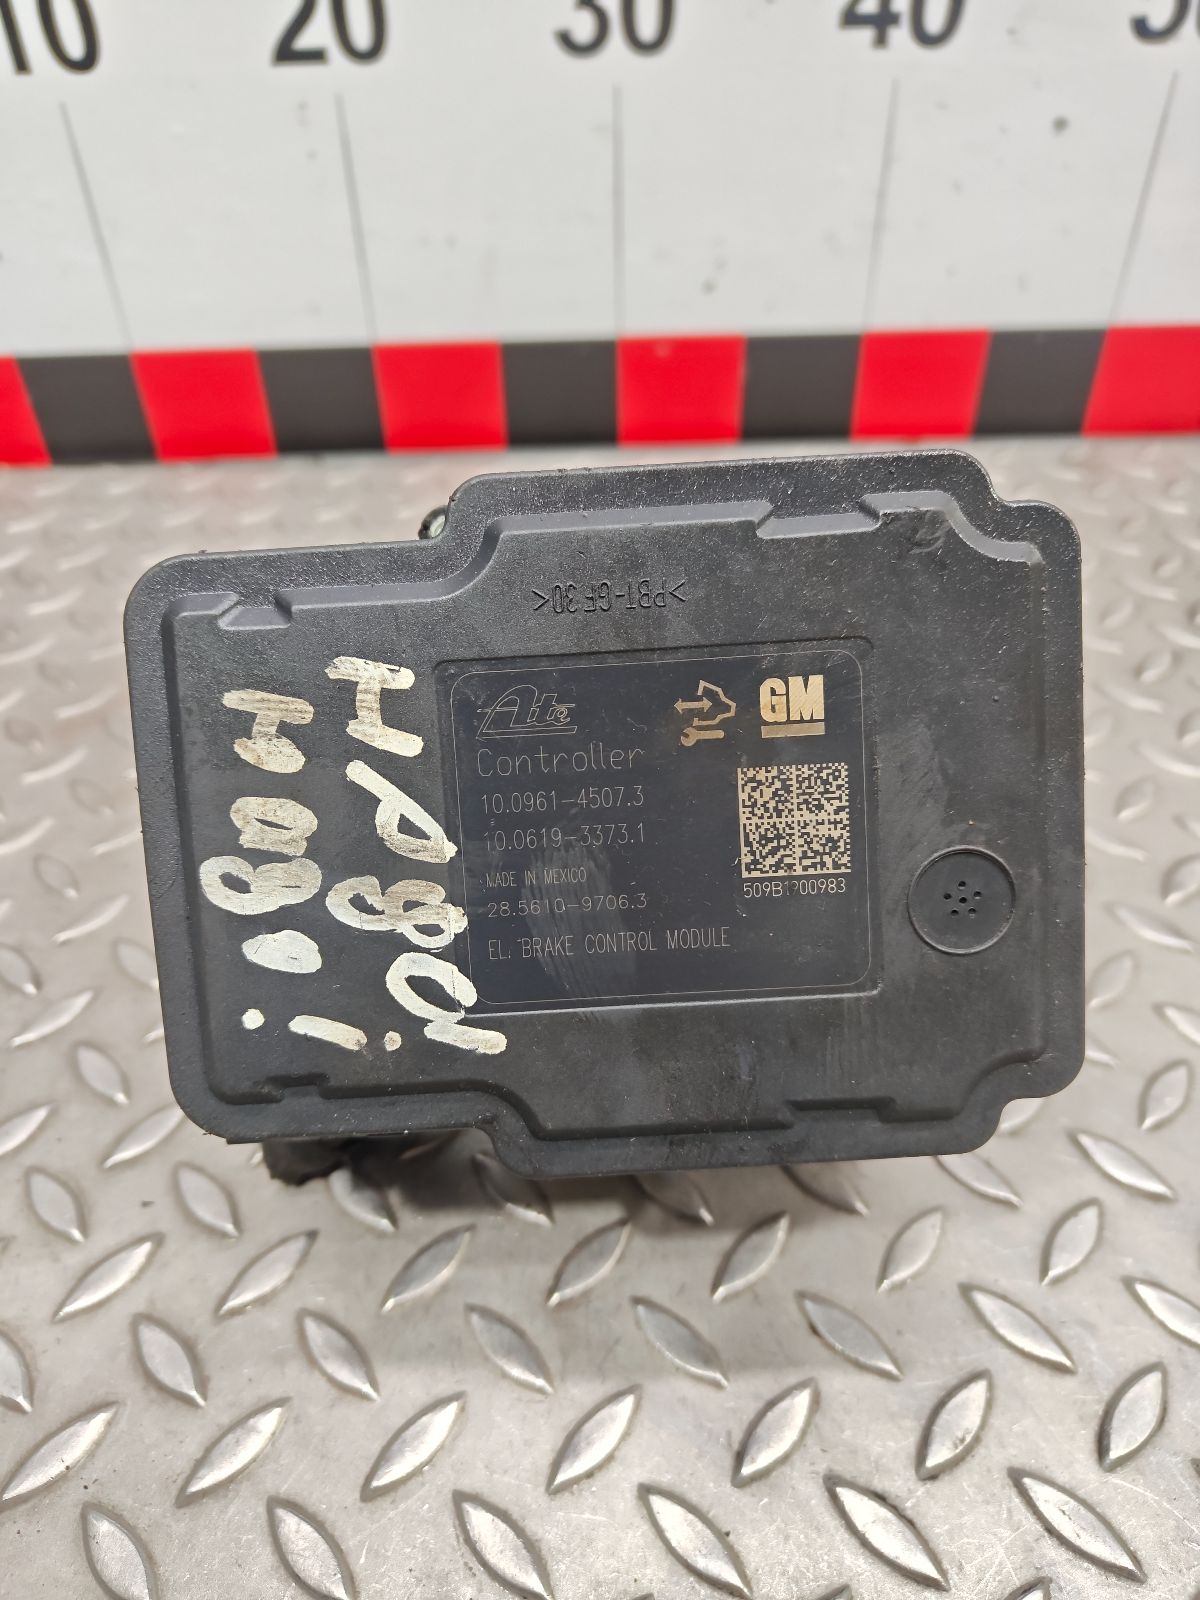 10 20 30 40 50
>PBT-GF30<
Ate
GM
Controller
10.0961-4507.3
10.0619-3373.1
MADE IN MEXICO
28.5610-9706.3
EL. BRAKE CONTROL MODULE
509B1200983